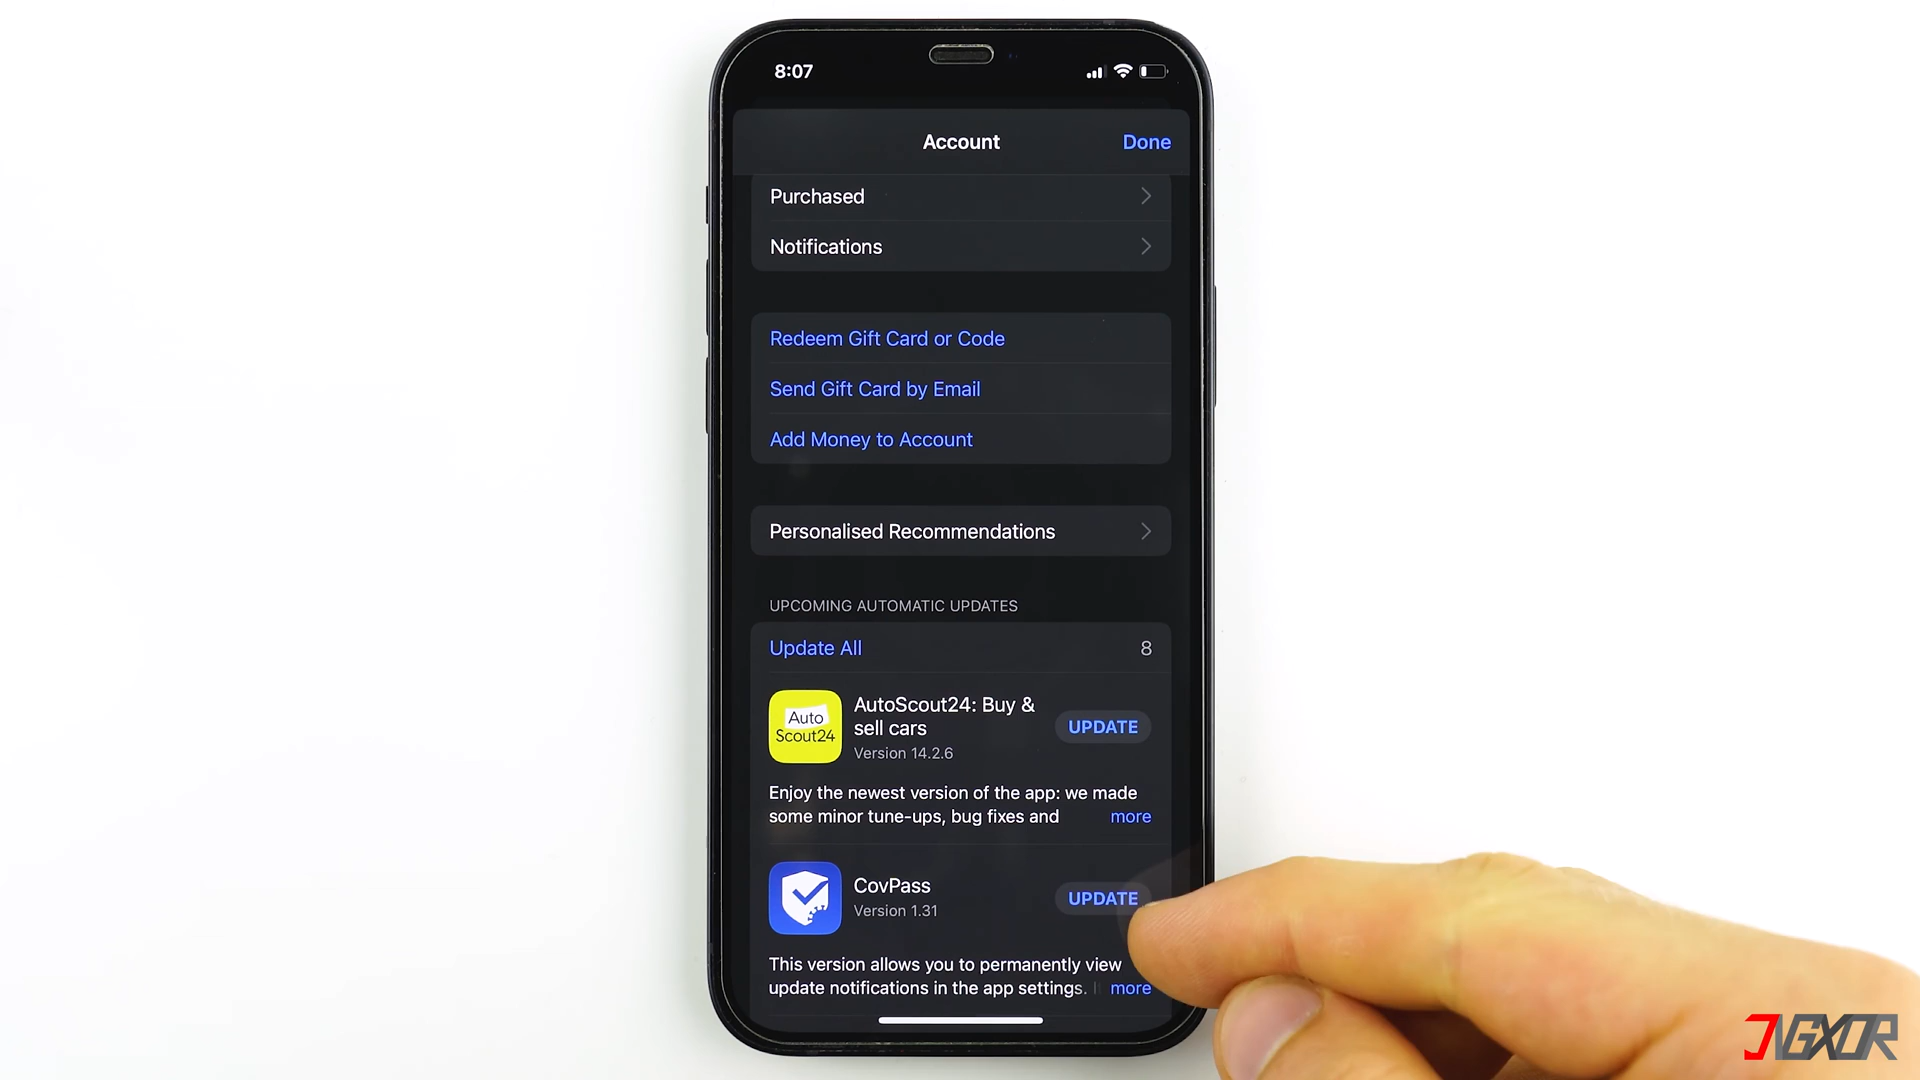 8:07
Account
Done
Purchased
Notifications
Redeem Gift Card or Code
Send Gift Card by Email
Add Money to Account
Personalised Recommendations
UPCOMING AUTOMATIC UPDATES
Update All
8
Auto
Scout24
AutoScout24: Buy &
sell cars
Version 14.2.6
UPDATE
Enjoy the newest version of the app: we made
some minor tune-ups, bug fixes and more
CovPass
Version 1.31
UPDATE
This version allows you to permanently view
update notifications in the app settings. more
JVGXOR